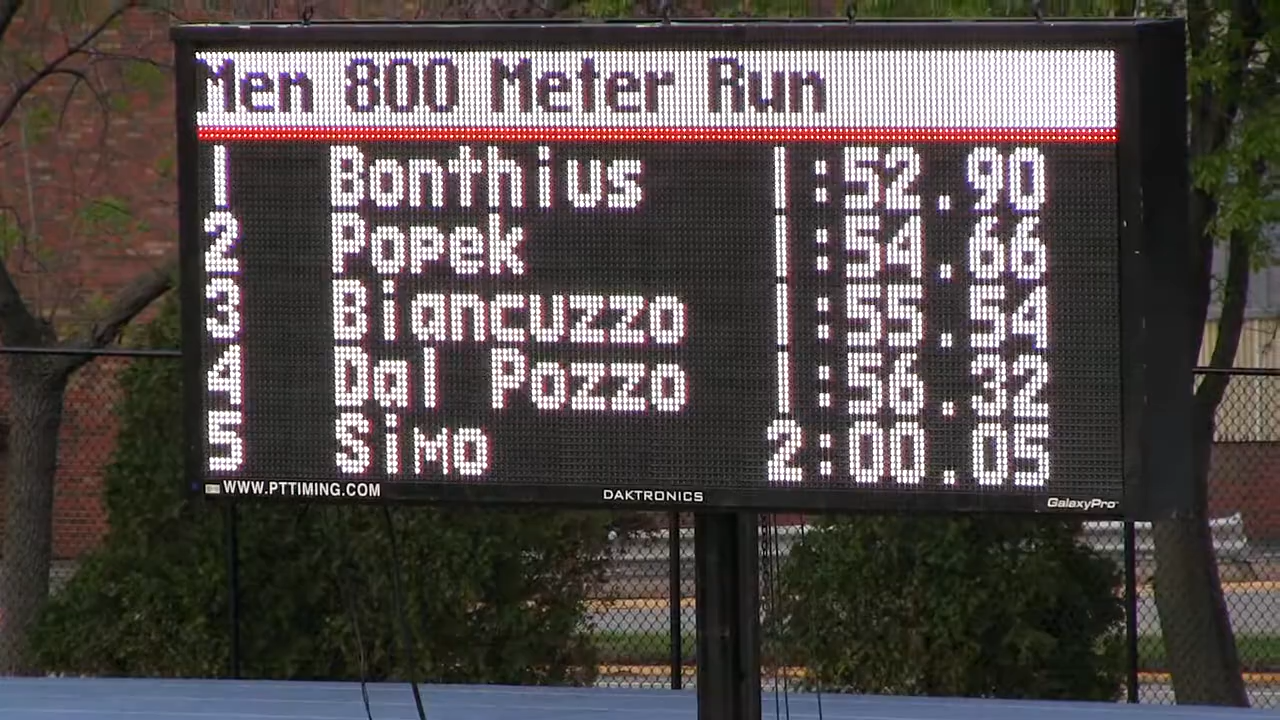 Men 800 Meter Run
1 Bonthius 1:52.90
2 Popek 1:54.66
3 Biancuzzo 1:55.54
4 Dal Pozzo 1:56.32
5 Simo 2:00.05
WWW.PTTIMING.COM DAKTRONICS GalaxyPro